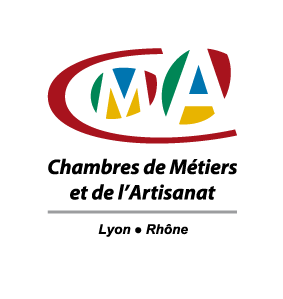 CMA
Chambres de Métiers
et de l'Artisanat
Lyon ● Rhône